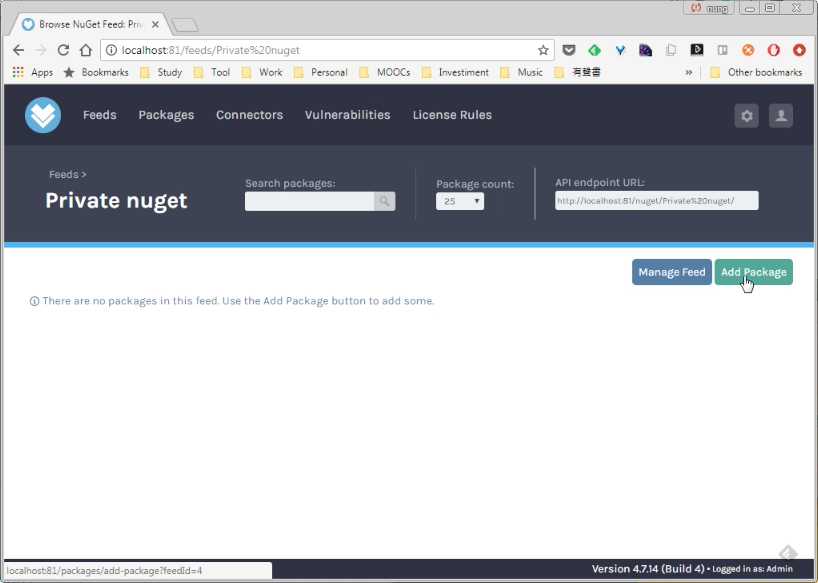 nung
Browse NuGet Feed: Priv
localhost:81/feeds/Private%20nuget
Apps Bookmarks Study Tool Work Personal MOOCs Investiment Music 有聲書 » Other bookmarks
Feeds Packages Connectors Vulnerabilities License Rules
Feeds >
Private nuget
Search packages:
Package count:
25
API endpoint URL:
http://localhost:81/nuget/Private%20nuget/
Manage Feed Add Package
There are no packages in this feed. Use the Add Package button to add some.
localhost:81/packages/add-package?feedId=4
Version 4.7.14 (Build 4) • Logged in as: Admin